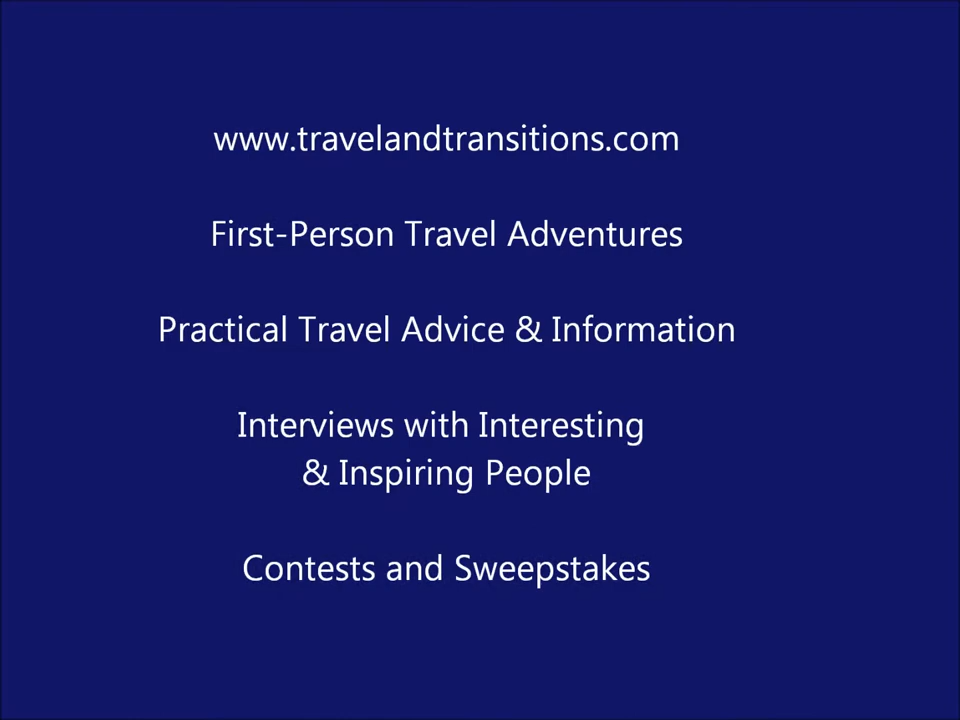 www.travelandtransitions.com
First-Person Travel Adventures
Practical Travel Advice & Information
Interviews with Interesting
& Inspiring People
Contests and Sweepstakes